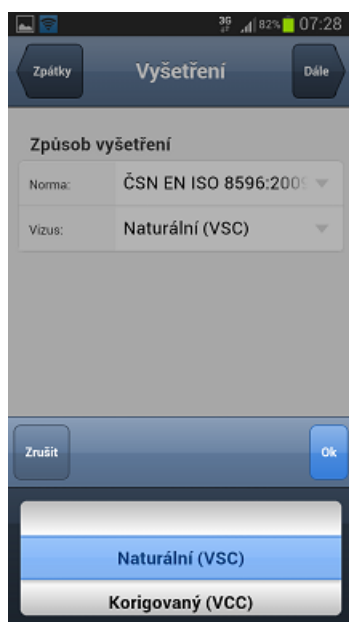 3G 82% 07:28
Zpátky Vyšetření Dále
Způsob vyšetření
Norma: ČSN EN ISO 8596:2009
Vizus: Naturální (VSC)
Zrušit Ok
Naturální (VSC)
Korigovaný (VCC)